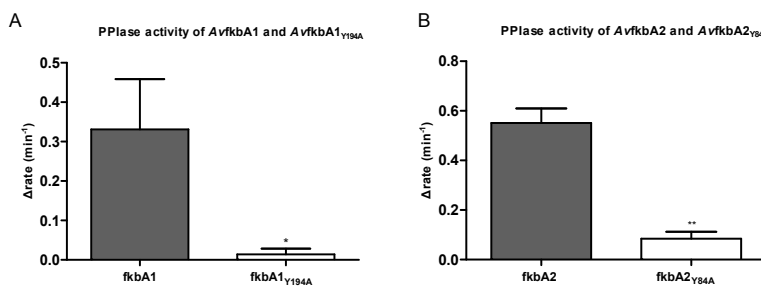 A
PPIase activity of AvfkbA1 and AvfkbA1Y194A
Δrate (min-1)
0.5
0.4
0.3
0.2
0.1
0.0
*
fkbA1
fkbA1Y194A
B
PPIase activity of AvfkbA2 and AvfkbA2Y84
Δrate (min-1)
0.8
0.6
0.4
0.2
0.0
**
fkbA2
fkbA2Y84A